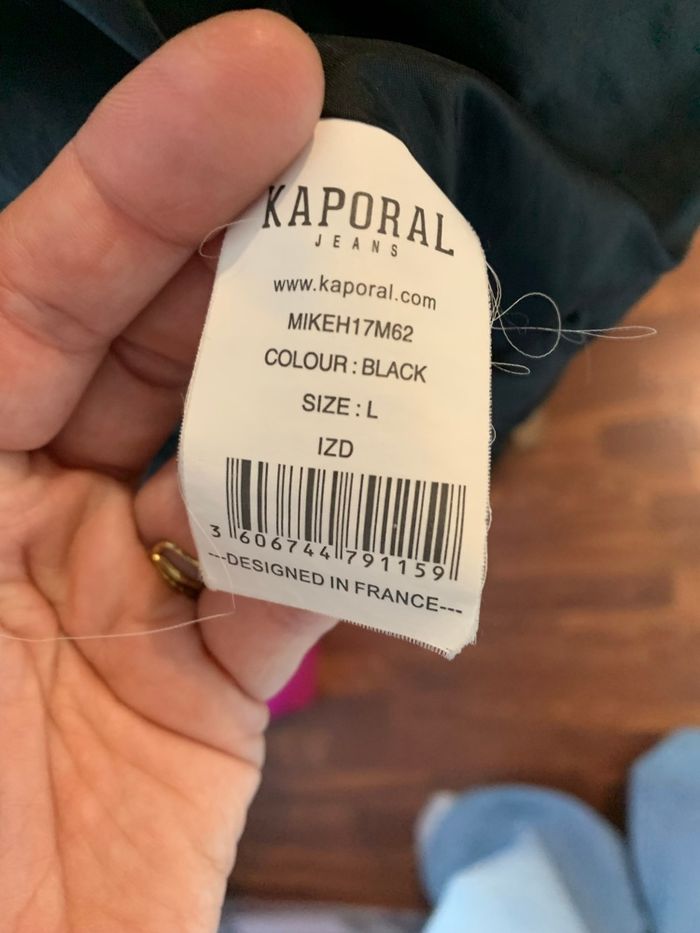 KAPORAL
JEANS
www.kaporal.com
MIKEH17M62
COLOUR : BLACK
SIZE : L
IZD
3 606744 791159
---DESIGNED IN FRANCE---